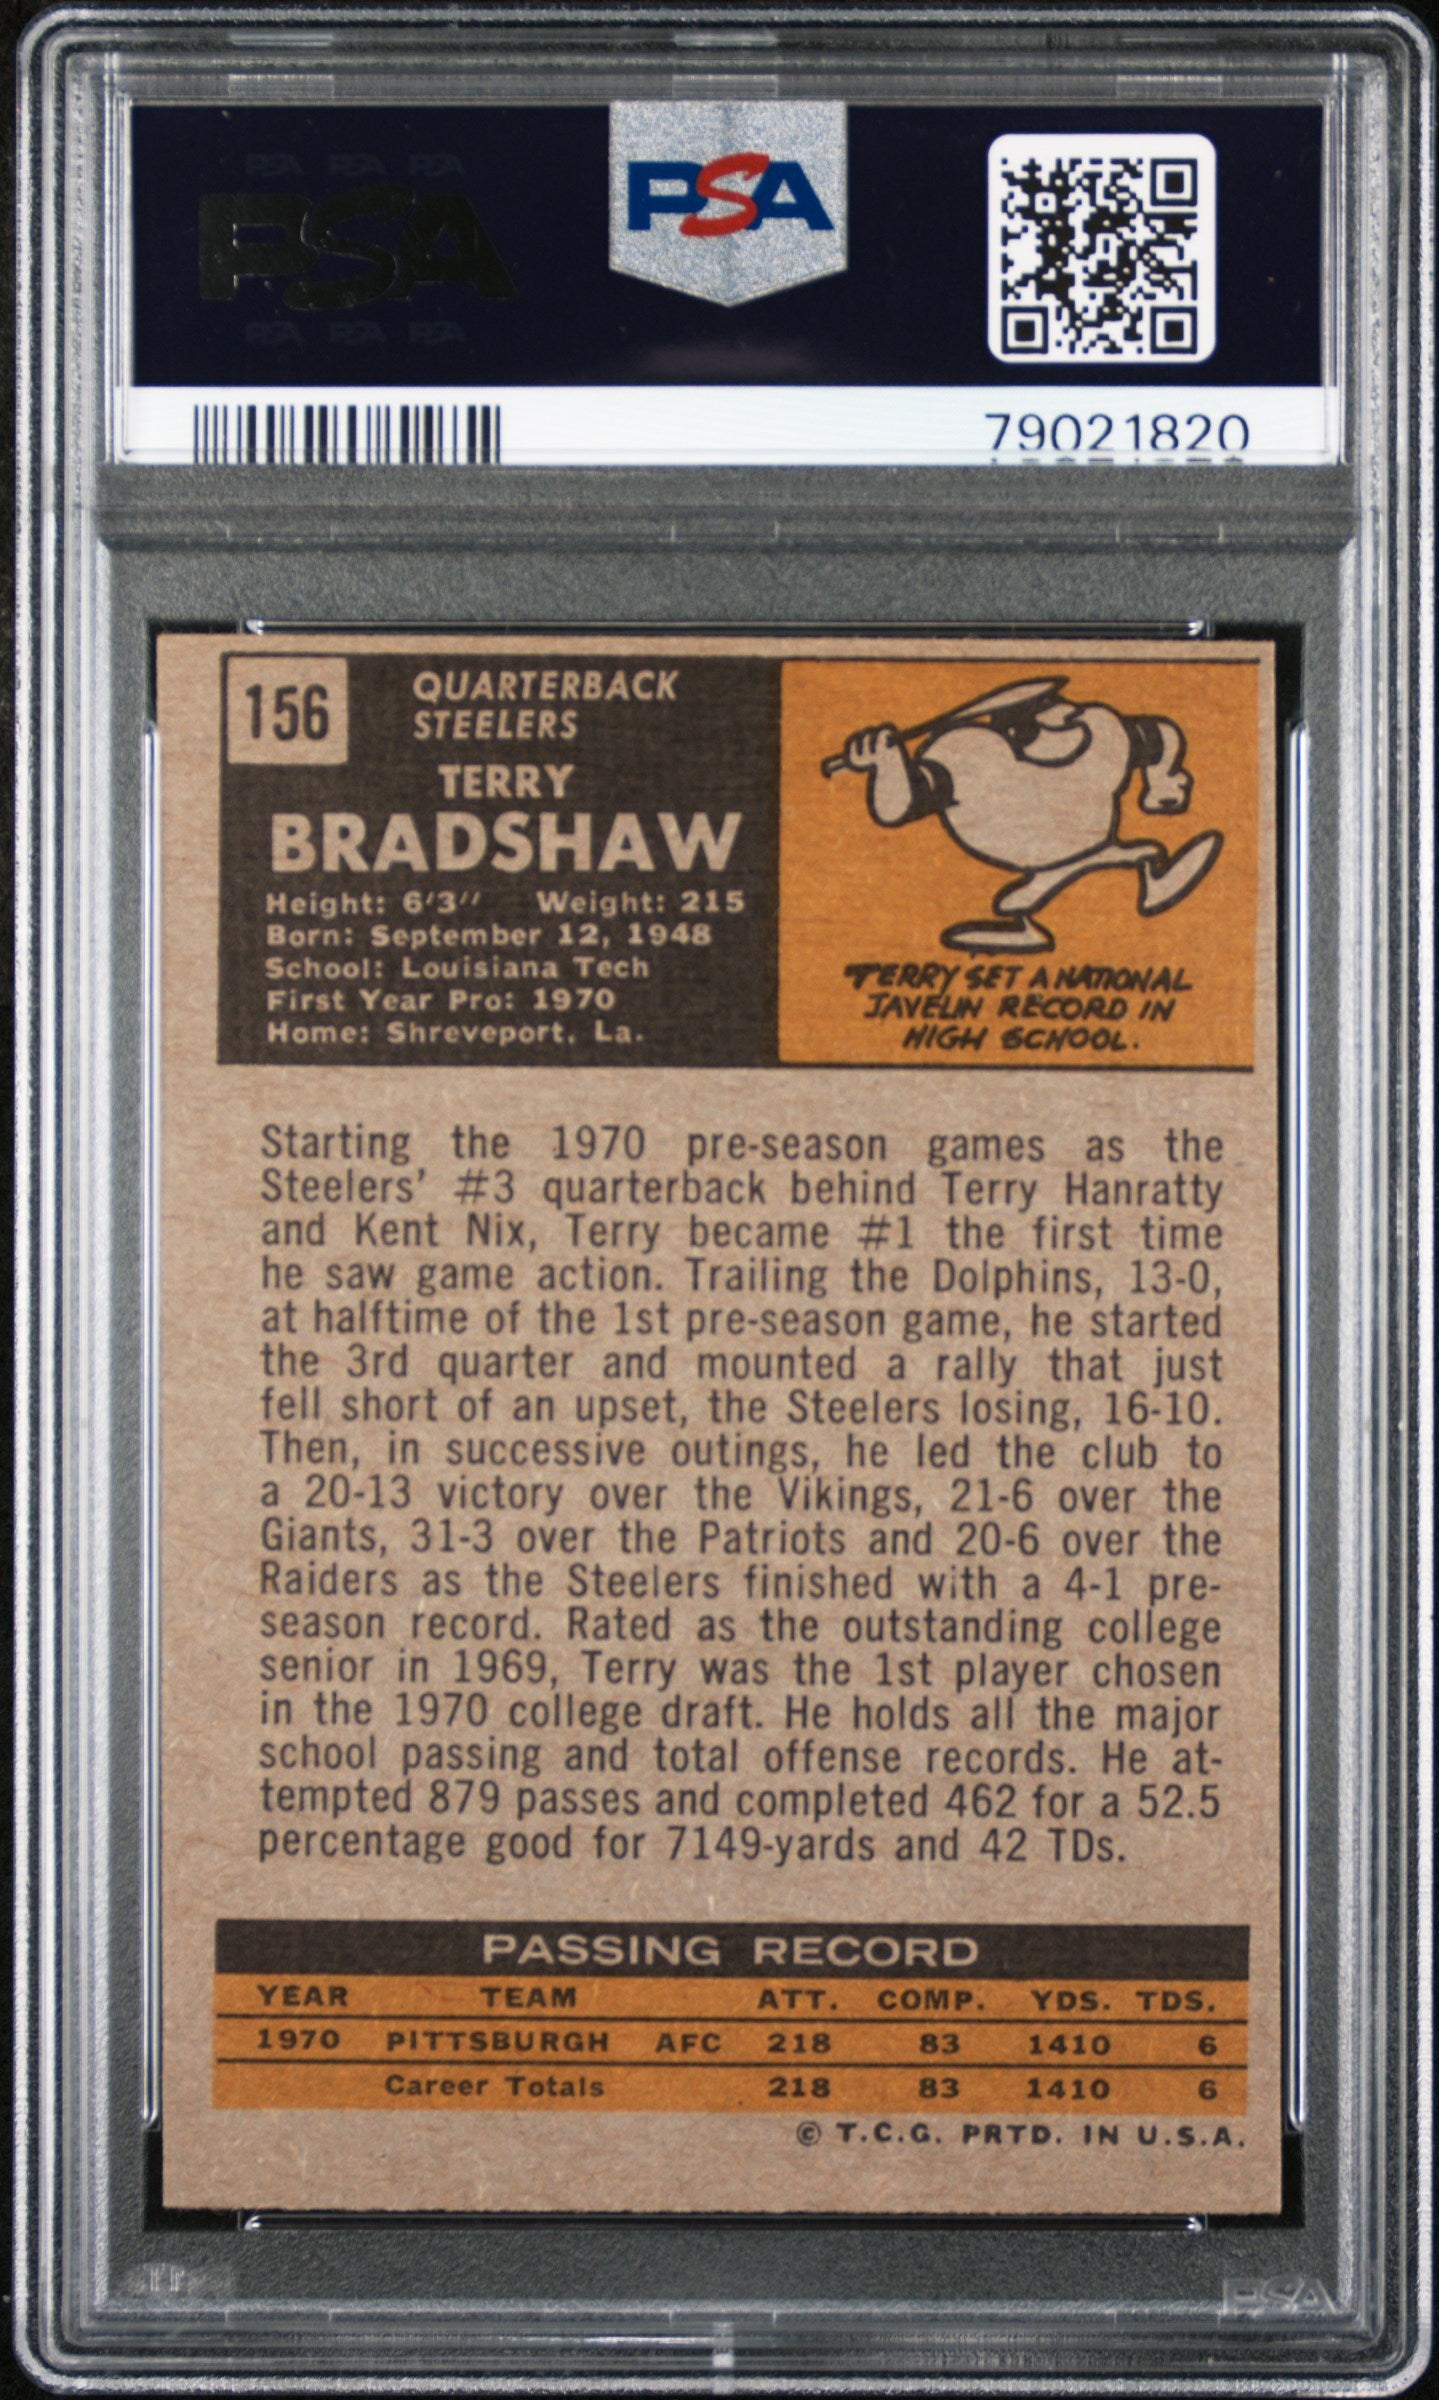 PSA PSA PSA
PSA
PSA PSA PSA
PSA
79021820
156
QUARTERBACK
STEELERS
TERRY
BRADSHAW
Height: 6'3'' Weight: 215
Born: September 12, 1948
School: Louisiana Tech
First Year Pro: 1970
Home: Shreveport, La.
TERRY SET A NATIONAL
JAVELIN RECORD IN
HIGH SCHOOL.
Starting the 1970 pre-season games as the
Steelers' #3 quarterback behind Terry Hanratty
and Kent Nix, Terry became #1 the first time
he saw game action. Trailing the Dolphins, 13-0,
at halftime of the 1st pre-season game, he started
the 3rd quarter and mounted a rally that just
fell short of an upset, the Steelers losing, 16-10.
Then, in successive outings, he led the club to
a 20-13 victory over the Vikings, 21-6 over the
Giants, 31-3 over the Patriots and 20-6 over the
Raiders as the Steelers finished with a 4-1 pre-
season record. Rated as the outstanding college
senior in 1969, Terry was the 1st player chosen
in the 1970 college draft. He holds all the major
school passing and total offense records. He at-
tempted 879 passes and completed 462 for a 52.5
percentage good for 7149-yards and 42 TDs.
PASSING RECORD
YEAR TEAM ATT. COMP. YDS. TDS.
1970 PITTSBURGH AFC 218 83 1410 6
Career Totals 218 83 1410 6
© T.C.G. PRTD. IN U.S.A.
PSA